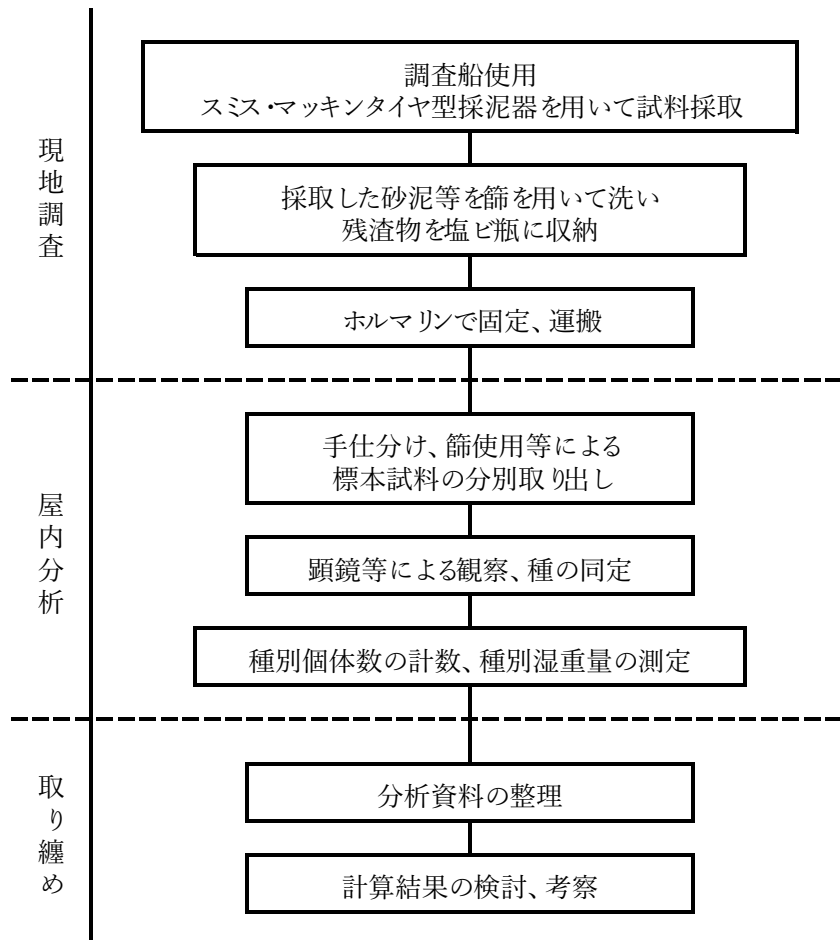 現地調査
調査船使用
スミス・マッキンタイヤ型採泥器を用いて試料採取
採取した砂泥等を篩を用いて洗い
残渣物を塩ビ瓶に収納
ホルマリンで固定、運搬
屋内分析
手仕分け、篩使用等による
標本試料の分別取り出し
顕鏡等による観察、種の同定
種別個体数の計数、種別湿重量の測定
取り纏め
分析資料の整理
計算結果の検討、考察